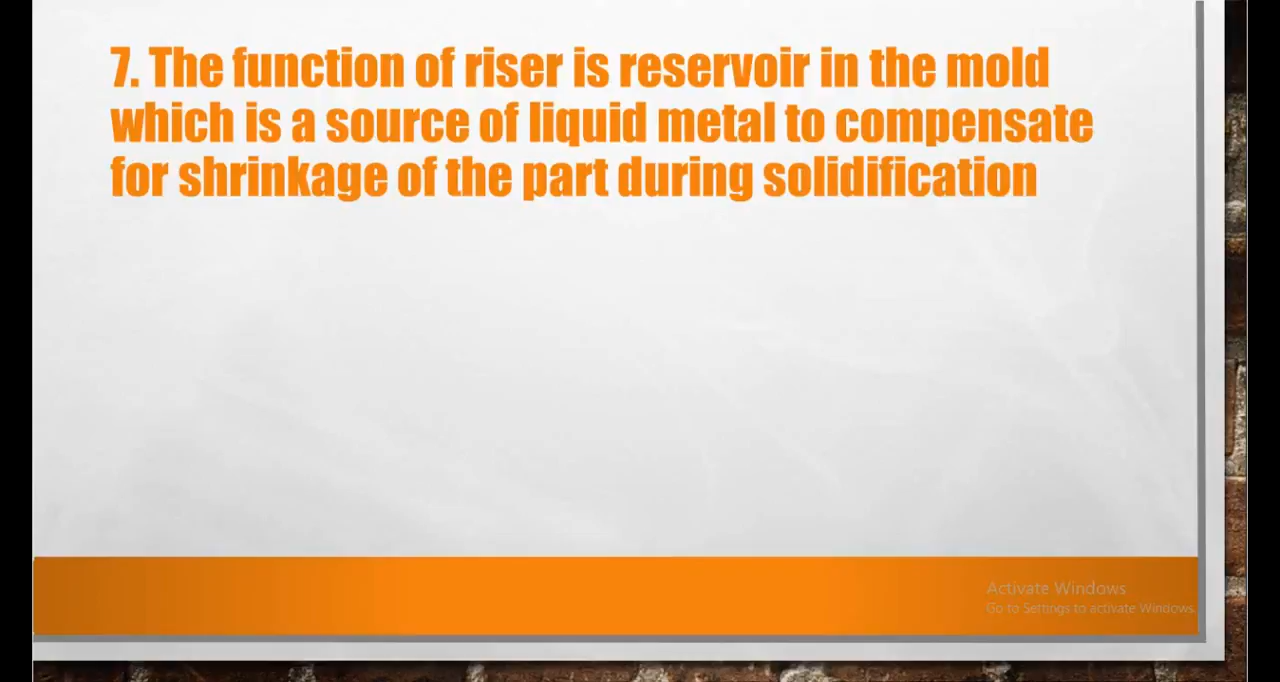 7. The function of riser is reservoir in the mold
which is a source of liquid metal to compensate
for shrinkage of the part during solidification
Activate Windows
Go to Settings to activate Windows.